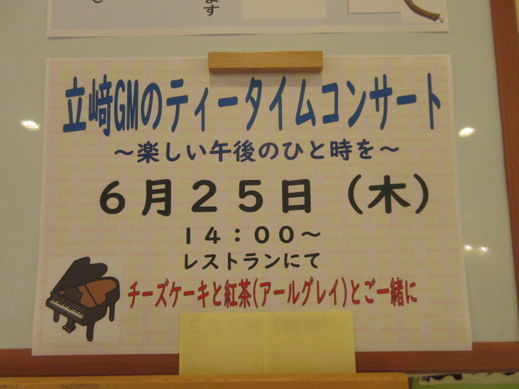 ます
立﨑GMのティータイムコンサート
～楽しい午後のひと時を～
６月２５日（木）
１４：００～
レストランにて
チーズケーキと紅茶(アールグレイ)とご一緒に